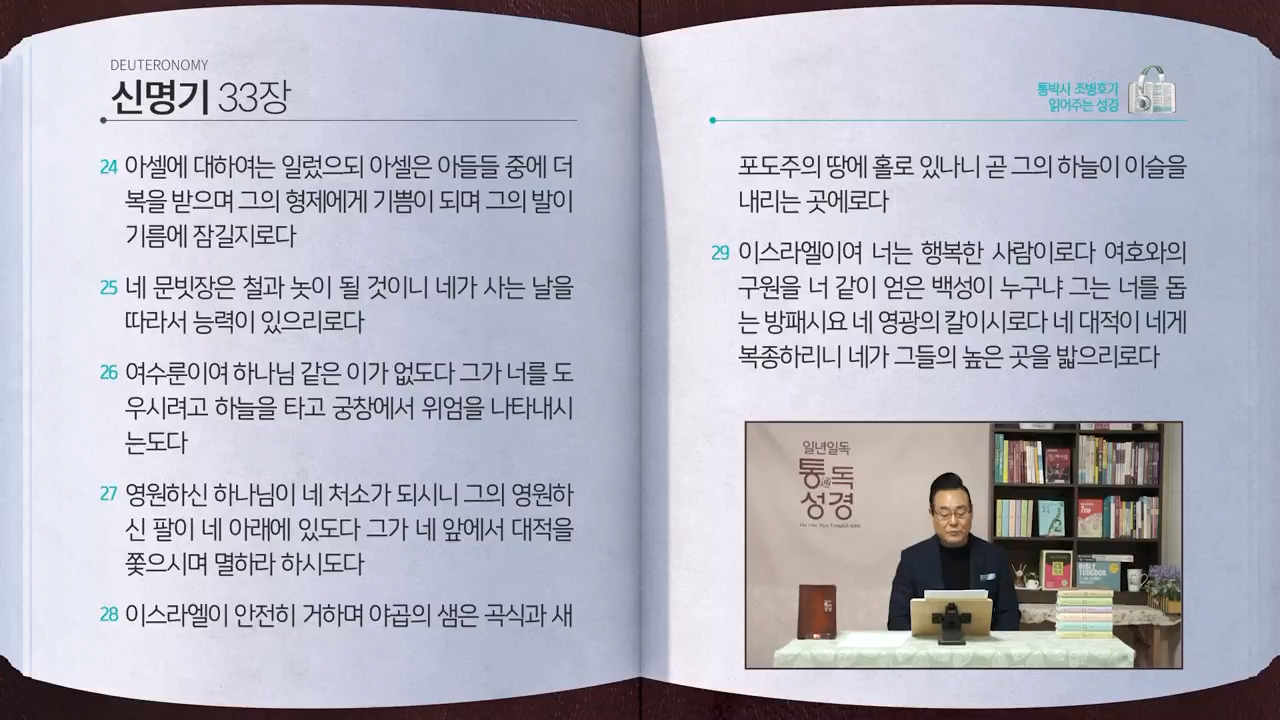 DEUTERONOMY
신명기 33장
24 아셀에 대하여는 일렀으되 아셀은 아들들 중에 더
복을 받으며 그의 형제에게 기쁨이 되며 그의 발이
기름에 잠길지로다
25 네 문빗장은 철과 놋이 될 것이니 네가 사는 날을
따라서 능력이 있으리로다
26 여수룬이여 하나님 같은 이가 없도다 그가 너를 도
우시려고 하늘을 타고 궁창에서 위엄을 나타내시
는도다
27 영원하신 하나님이 네 처소가 되시니 그의 영원하
신 팔이 네 아래에 있도다 그가 네 앞에서 대적을
쫓으시며 멸하라 하시도다
28 이스라엘이 안전히 거하며 야곱의 샘은 곡식과 새
통박사 조병호가
읽어주는 성경
포도주의 땅에 홀로 있나니 곧 그의 하늘이 이슬을
내리는 곳에로다
29 이스라엘이여 너는 행복한 사람이로다 여호와의
구원을 너 같이 얻은 백성이 누구냐 그는 너를 돕
는 방패시요 네 영광의 칼이시로다 네 대적이 네게
복종하리니 네가 그들의 높은 곳을 밟으리로다
일년일독
통독
성경
BIBLE
TONGDOK